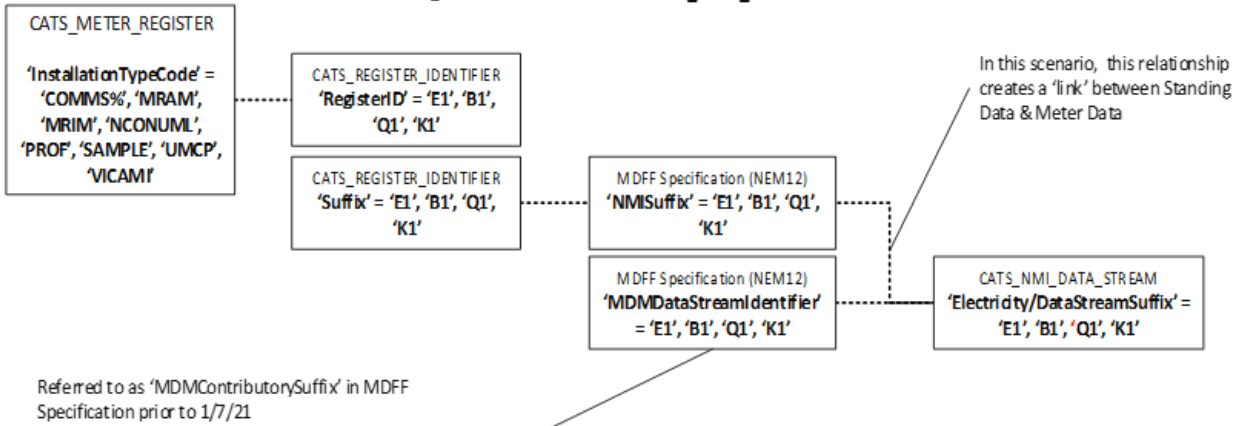 CATS_METER_REGISTER
'InstallationTypeCode' =
'COMMS%', 'MRAM',
'MRIM', 'NCONUML',
'PROF', 'SAMPLE', 'UMCP',
'VICAMI'
CATS_REGISTER_IDENTIFIER
'RegisterID' = 'E1', 'B1',
'Q1', 'K1'
CATS_REGISTER_IDENTIFIER
'Suffix' = 'E1', 'B1', 'Q1',
'K1'
MDFF Specification (NEM12)
'NMISuffix' = 'E1', 'B1', 'Q1',
'K1'
MDFF Specification (NEM12)
'MDMDataStreamIdentifier'
= 'E1', 'B1', 'Q1', 'K1'
In this scenario, this relationship
creates a 'link' between Standing
Data & Meter Data
CATS_NMI_DATA_STREAM
'Electricity/DataStreamSuffix' =
'E1', 'B1', 'Q1', 'K1'
Referred to as 'MDMContributorySuffix' in MDFF
Specification prior to 1/7/21